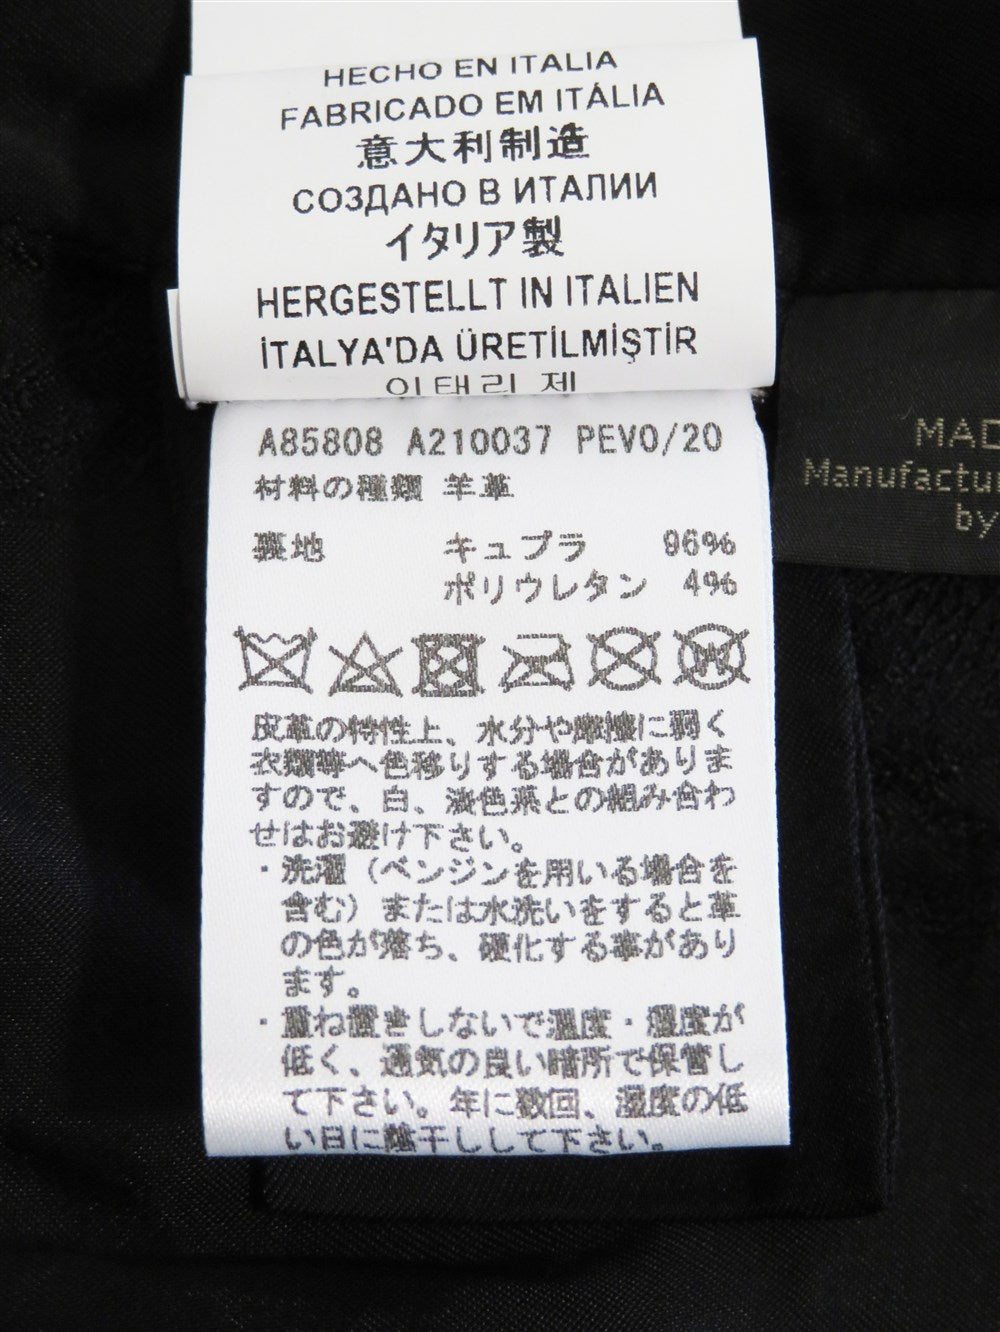 HECHO EN ITALIA
FABRICADO EM ITÁLIA
意大利制造
СОЗДАНО В ИТАЛИИ
イタリア製
HERGESTELLT IN ITALIEN
İTALYA'DA ÜRETİLMİŞTİR
이태리 제
A85808 A210037 PEV0/20
材料の種類 羊革
裏地 キュプラ 96%
ポリウレタン 4%
皮革の特性上、水分や摩擦に弱く
衣類等へ色移りする場合がありま
すので、白、淡色系との組み合わ
せはお避け下さい。
・洗濯（ベンジンを用いる場合を
含む）または水洗いをすると革
の色が落ち、硬化する事があり
ます。
・重ね置きしないで温度・湿度が
低く、通気の良い暗所で保管し
て下さい。年に数回、湿度の低
い日に陰干しして下さい。
MAD
Manufactu
by